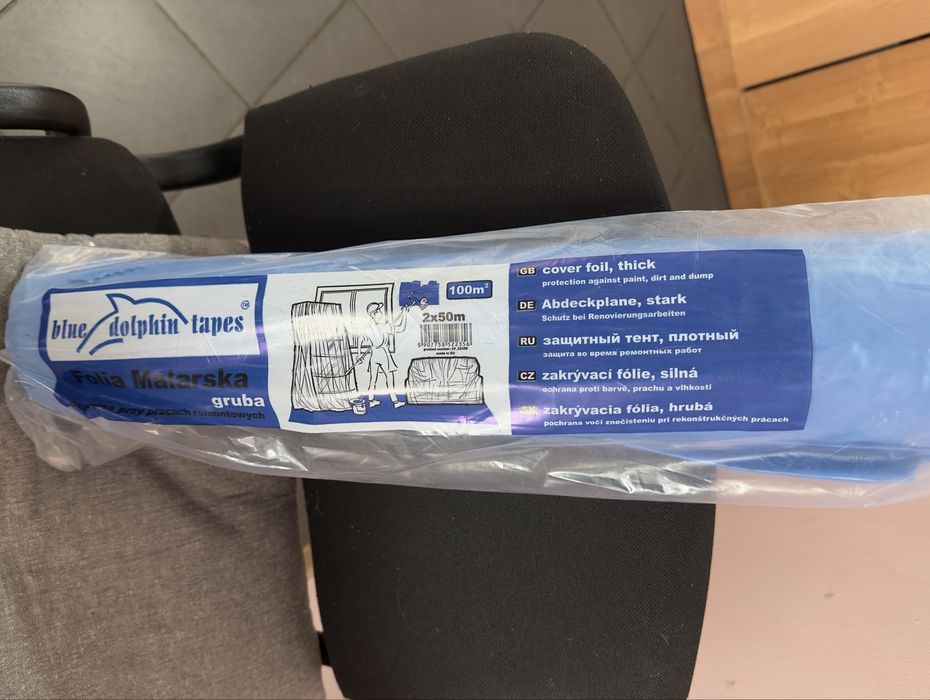 blue dolphin tapes™
Folia Malarska
gruba
przy pracach remontowych
100m²
2x50m
made in EU
GB cover foil, thick
protection against paint, dirt and dump
DE Abdeckplane, stark
Schutz bei Renovierungsarbeiten
RU защитный тент, плотный
защита во время ремонтных работ
CZ zakrývací fólie, silná
ochrana proti barvě, prachu a vlhkosti
SK zakrývacia fólia, hrubá
pochrana voči znečisteniu pri rekonštrukčných prácach